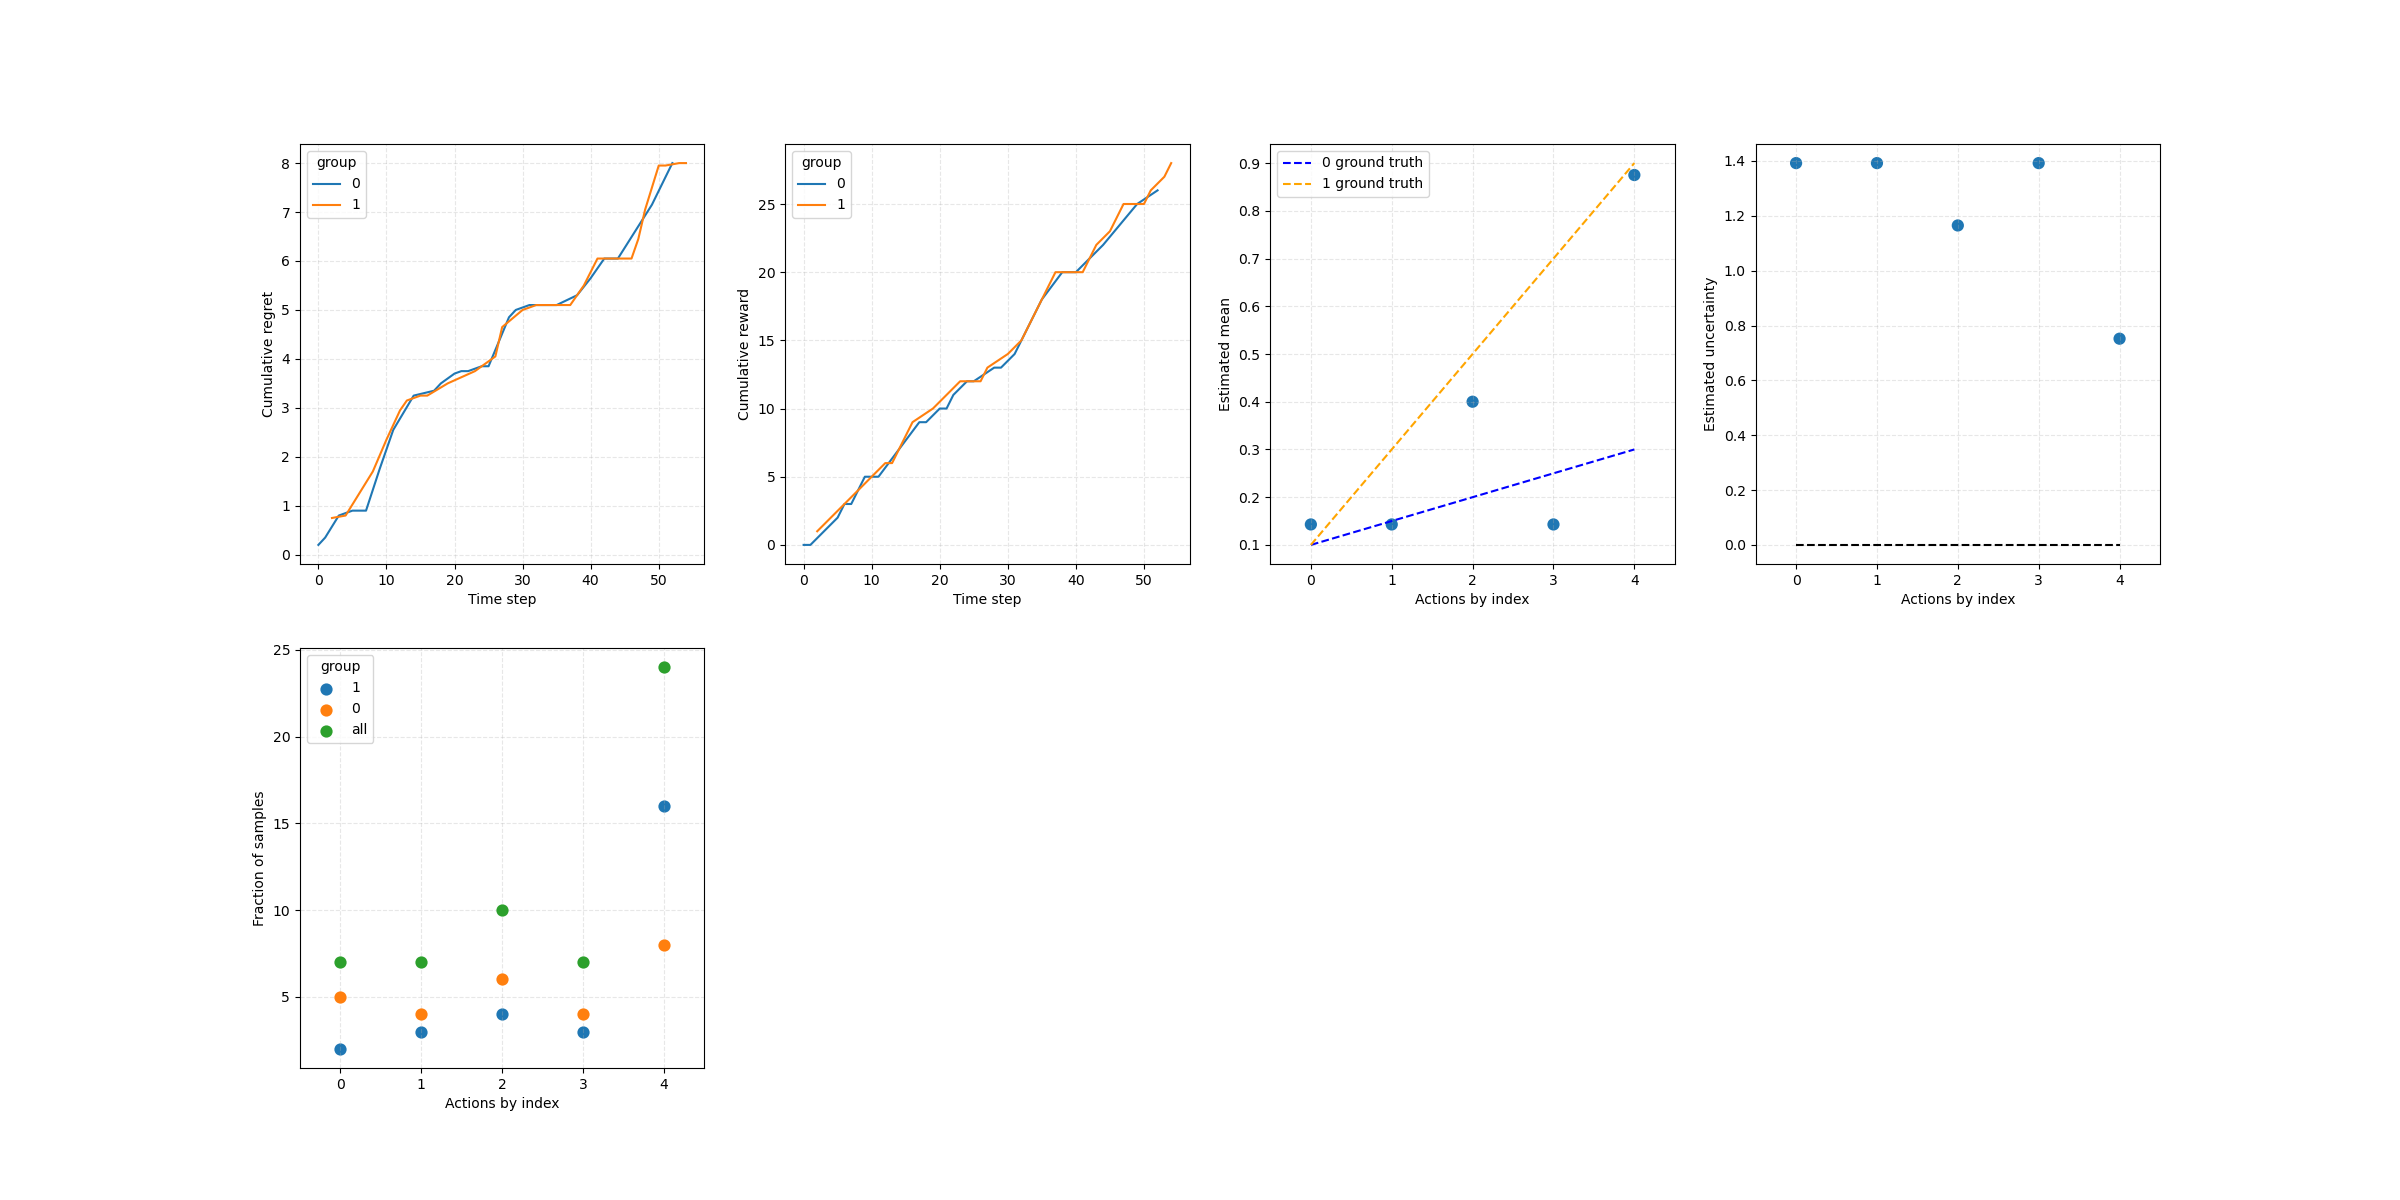 group
0
1
Cumulative regret
8
7
6
5
4
3
2
1
0
0 10 20 30 40 50
Time step
group
0
1
Cumulative reward
25
20
15
10
5
0
0 10 20 30 40 50
Time step
0 ground truth
1 ground truth
Estimated mean
0.9
0.8
0.7
0.6
0.5
0.4
0.3
0.2
0.1
0 1 2 3 4
Actions by index
Estimated uncertainty
1.4
1.2
1.0
0.8
0.6
0.4
0.2
0.0
0 1 2 3 4
Actions by index
group
1
0
all
Fraction of samples
25
20
15
10
5
0 1 2 3 4
Actions by index